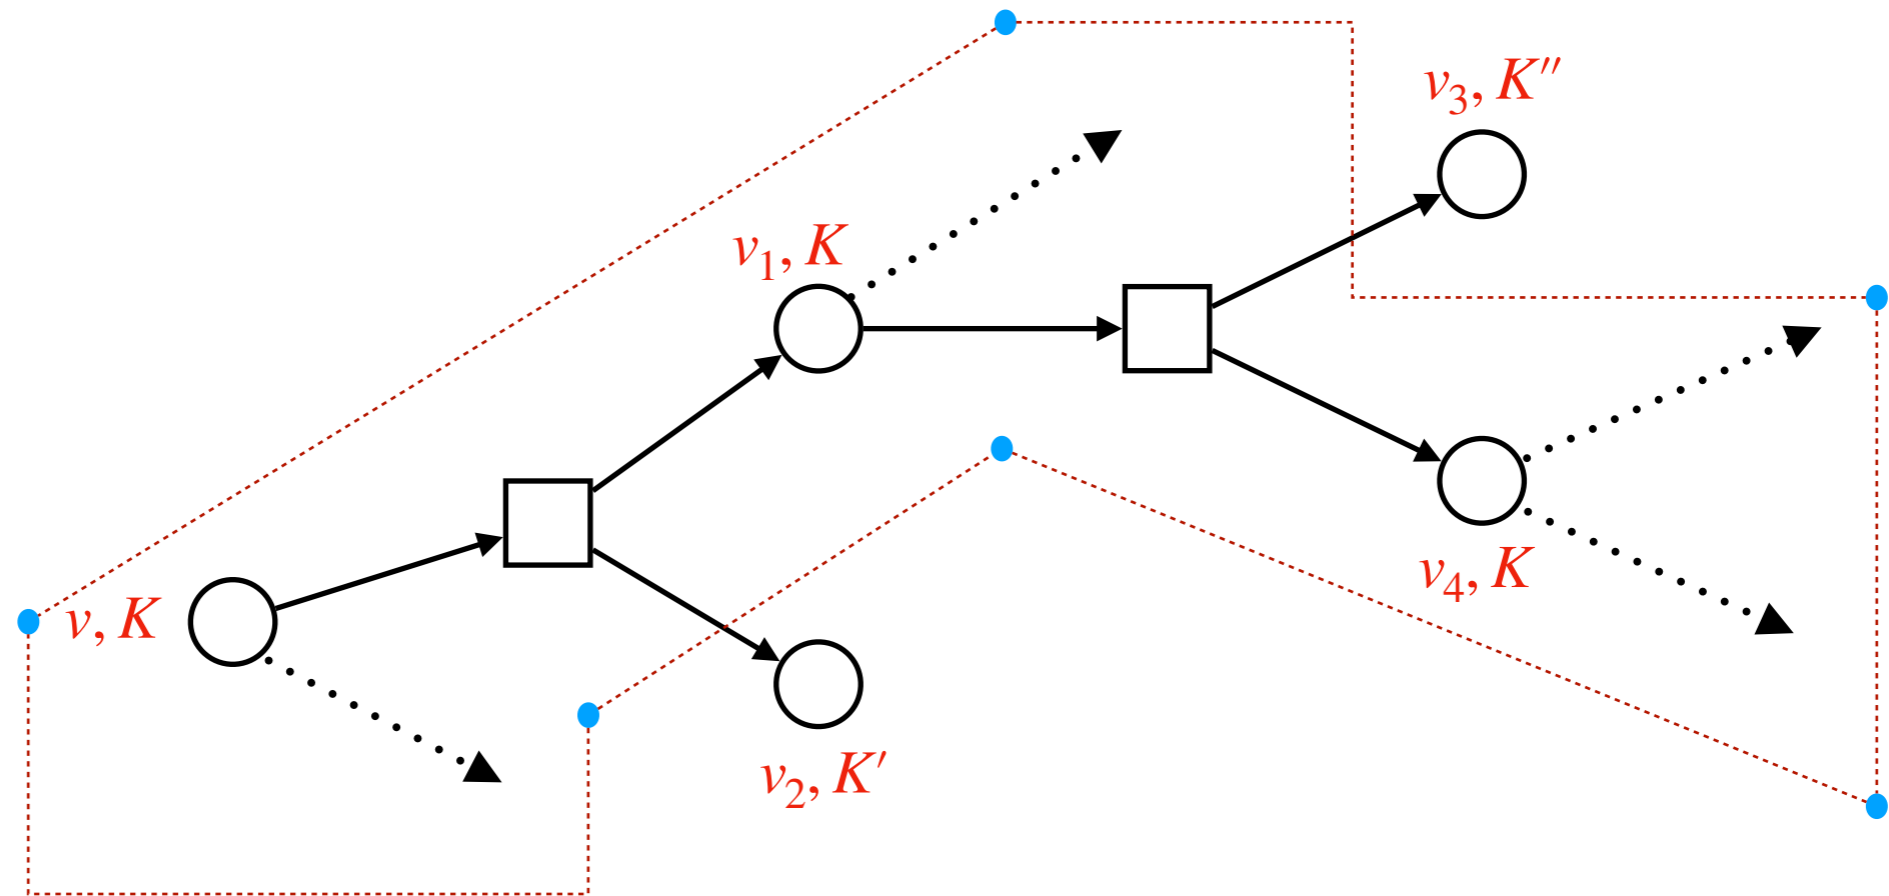 v₃, K″
v₁, K
v, K
v₄, K
v₂, K′